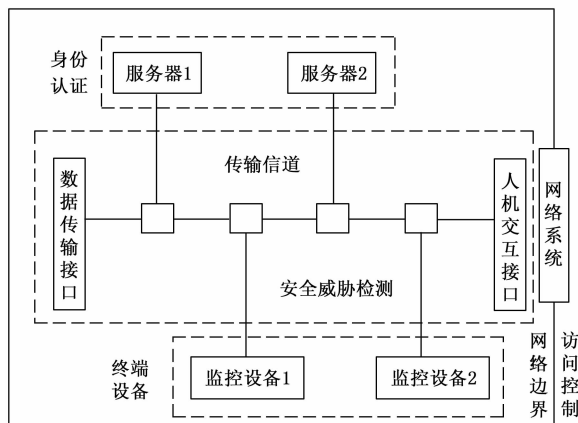 身份
认证
服务器1
服务器2
传输信道
数据传输接口
人机交互接口
网络系统
安全威胁检测
终端
设备
监控设备1
监控设备2
网络边界
访问控制